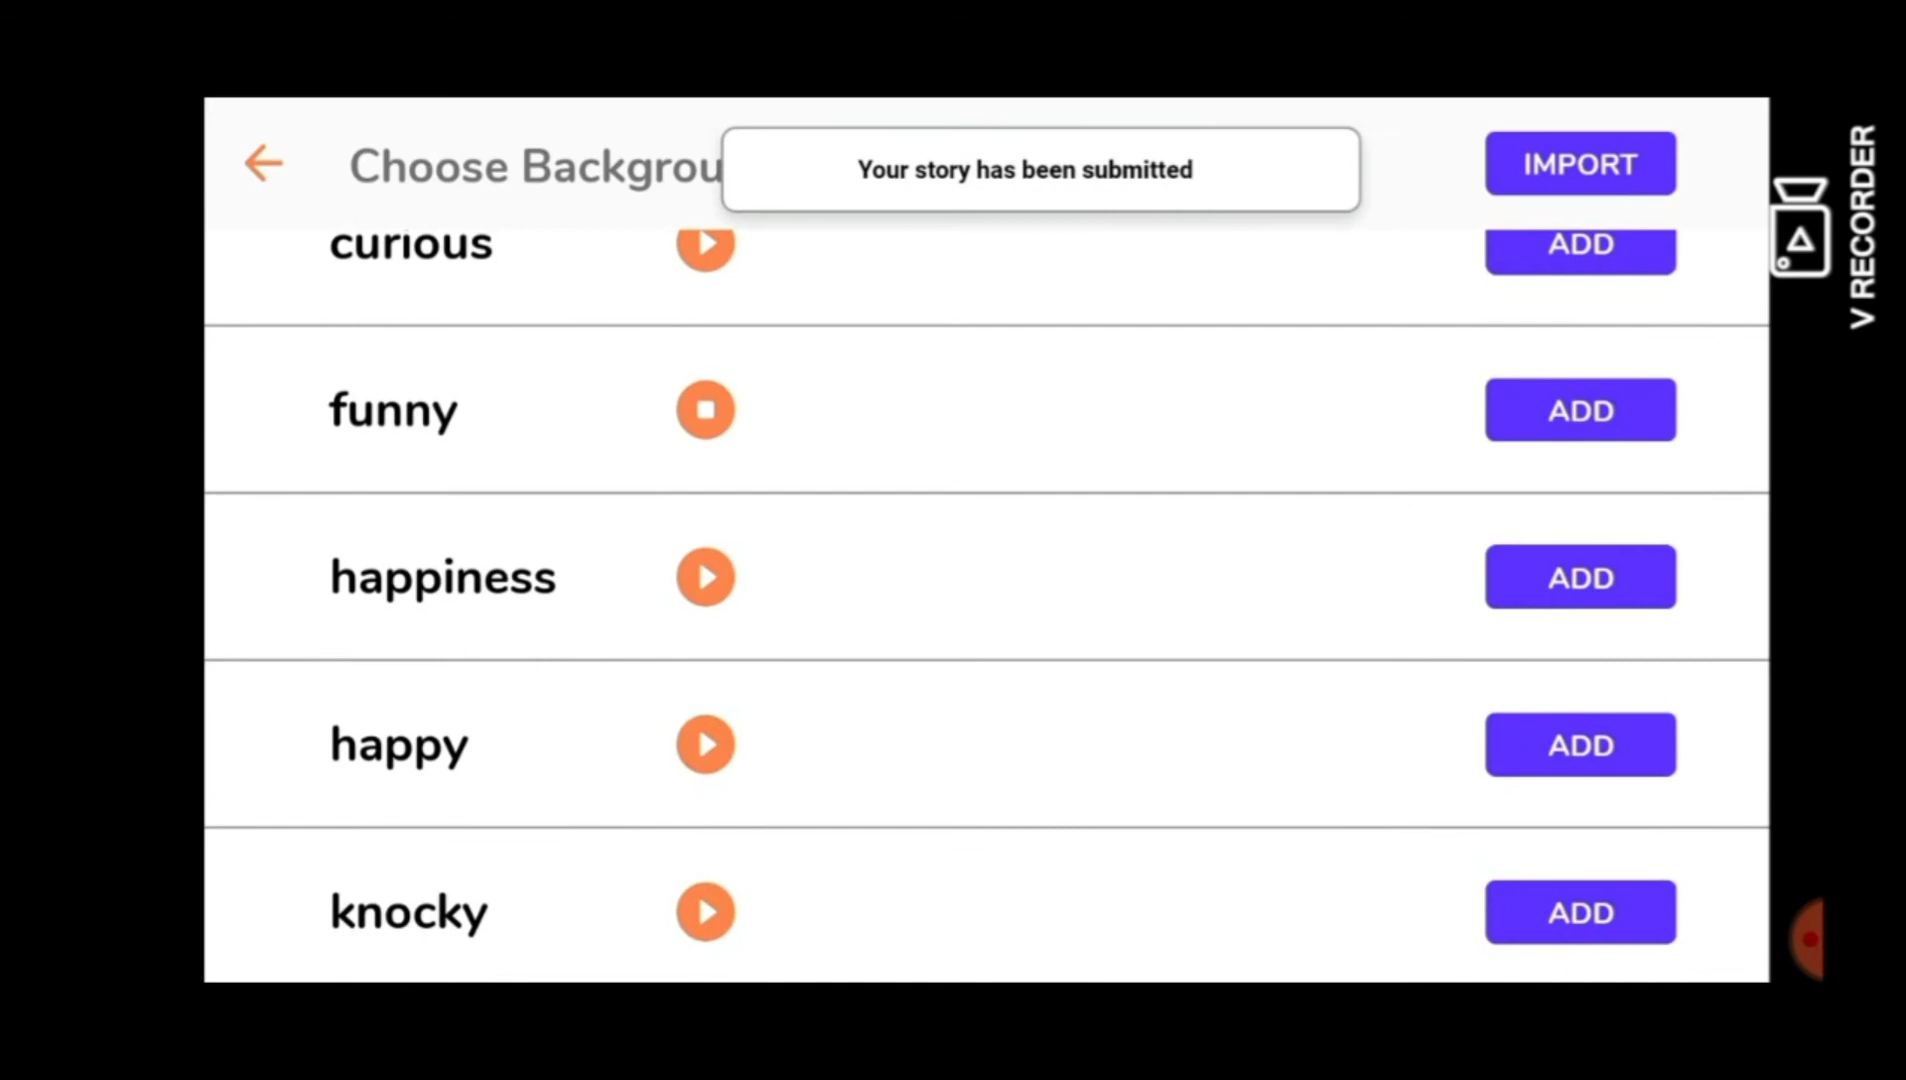 Choose Backgrou
Your story has been submitted
IMPORT
curious
ADD
funny
ADD
happiness
ADD
happy
ADD
knocky
ADD
V RECORDER